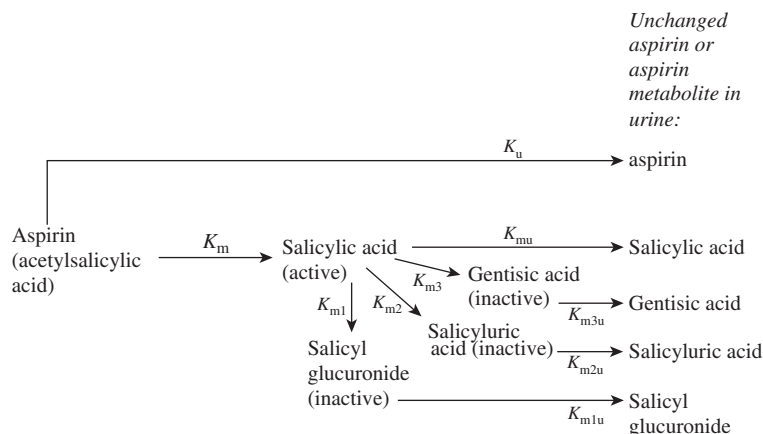 Unchanged
aspirin or
aspirin
metabolite in
urine:
Ku
aspirin
Aspirin
(acetylsalicylic
acid)
Km
Salicylic acid
(active)
Kmu
Salicylic acid
Km3
Gentisic acid
(inactive)
Km3u
Gentisic acid
Km1
Km2
Salicyluric
acid (inactive)
Km2u
Salicyluric acid
Salicyl
glucuronide
(inactive)
Km1u
Salicyl
glucuronide